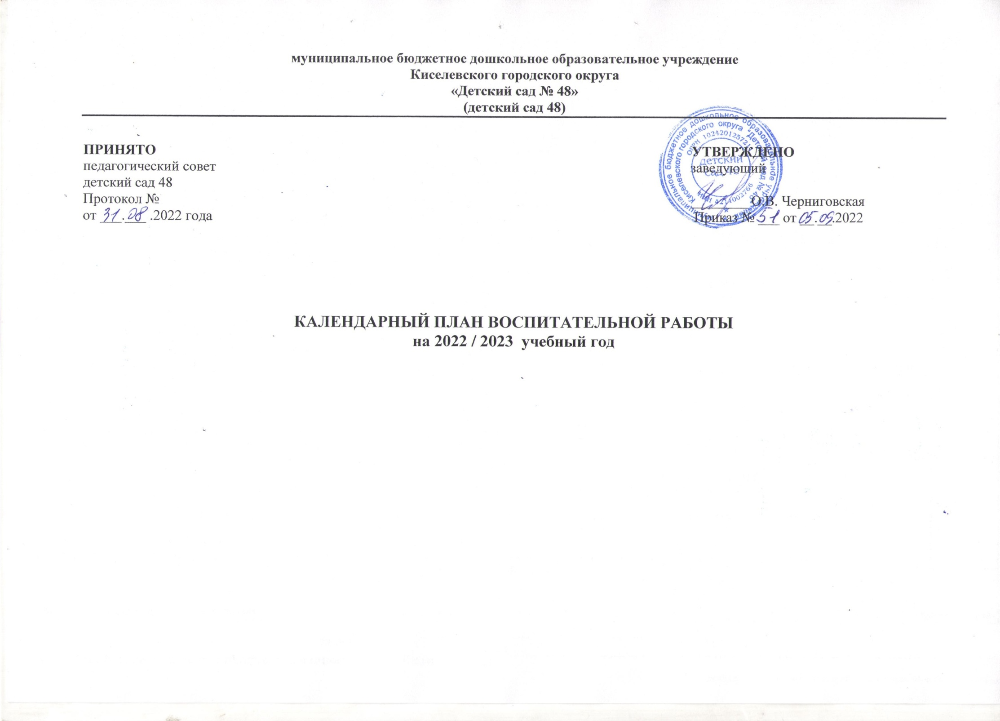 муниципальное бюджетное дошкольное образовательное учреждение
Киселевского городского округа
«Детский сад № 48»
(детский сад 48)
ПРИНЯТО
педагогический совет
детский сад 48
Протокол №
от 31.08.2022 года
УТВЕРЖДЕНО
заведующий
О.В. Черниговская
Приказ № 51 от 05.09.2022
муниципальное бюджетное дошкольное образовательное учреждение
Киселевского городского округа "Детский сад № 48"
ОГРН 102420125721
ИНН 4211002766
детский
сад 48
КАЛЕНДАРНЫЙ ПЛАН ВОСПИТАТЕЛЬНОЙ РАБОТЫ
на 2022 / 2023 учебный год